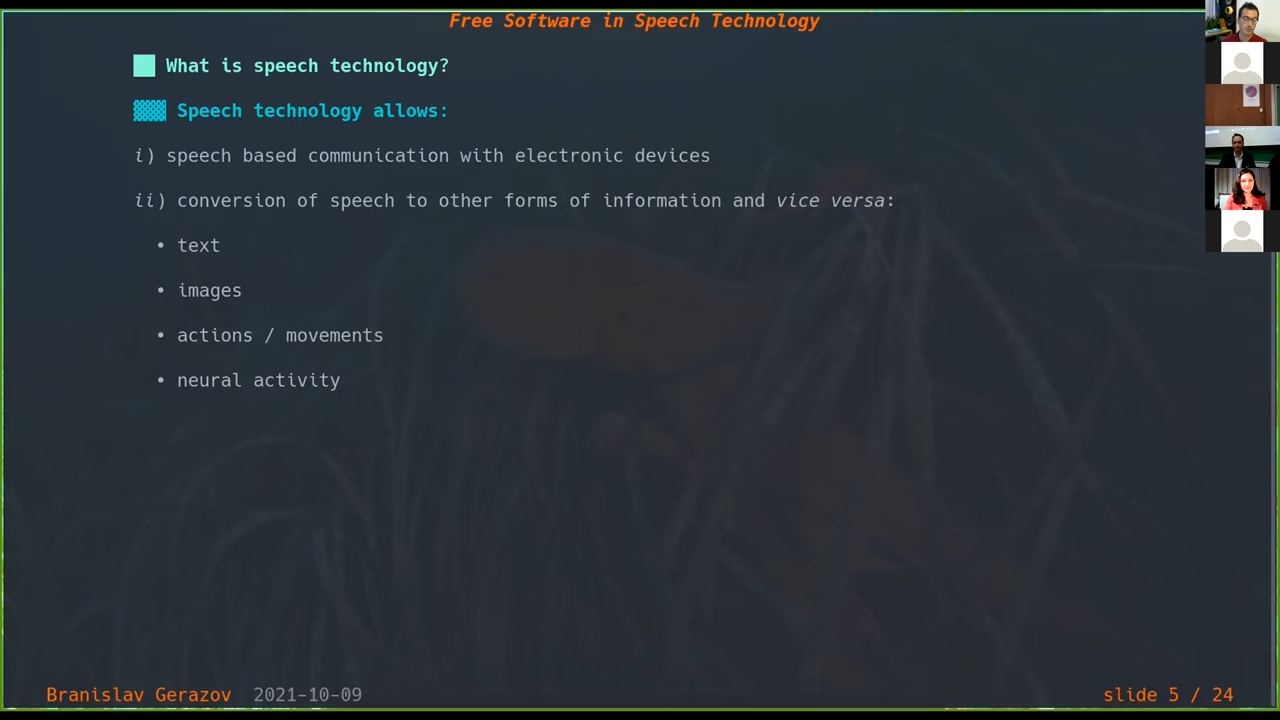 Free Software in Speech Technology
What is speech technology?
Speech technology allows:
i) speech based communication with electronic devices
ii) conversion of speech to other forms of information and vice versa:
• text
• images
• actions / movements
• neural activity
Branislav Gerazov 2021-10-09
slide 5 / 24